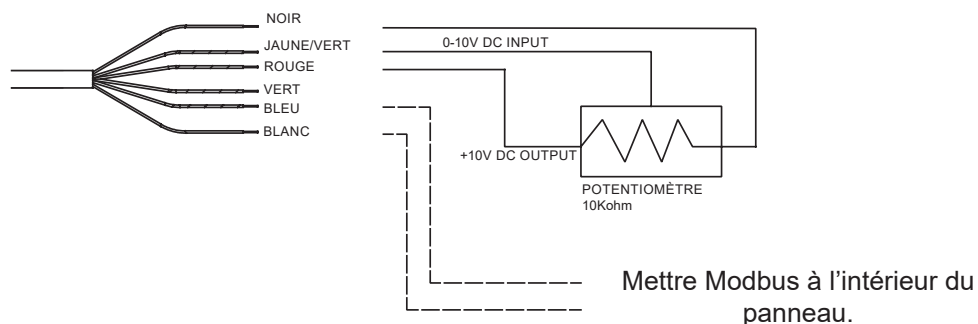 NOIR
JAUNE/VERT
0-10V DC INPUT
ROUGE
VERT
BLEU
BLANC
+10V DC OUTPUT
POTENTIOMÈTRE
10Kohm
Mettre Modbus à l’intérieur du
panneau.